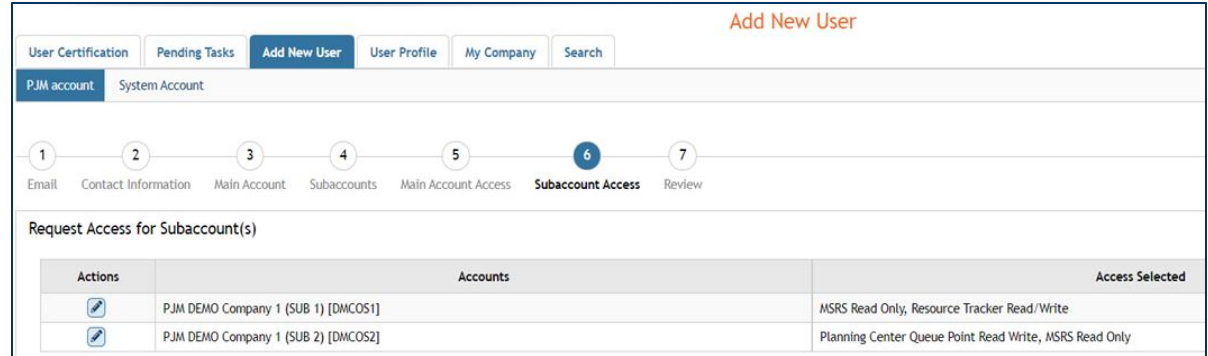 Add New User
User Certification Pending Tasks Add New User User Profile My Company Search
PJM account System Account
1 2 3 4 5 6 7
Email Contact Information Main Account Subaccounts Main Account Access Subaccount Access Review
Request Access for Subaccount(s)
Actions Accounts Access Selected
PJM DEMO Company 1 (SUB 1) [DMCOS1] MSRS Read Only, Resource Tracker Read/Write
PJM DEMO Company 1 (SUB 2) [DMCOS2] Planning Center Queue Point Read Write, MSRS Read Only